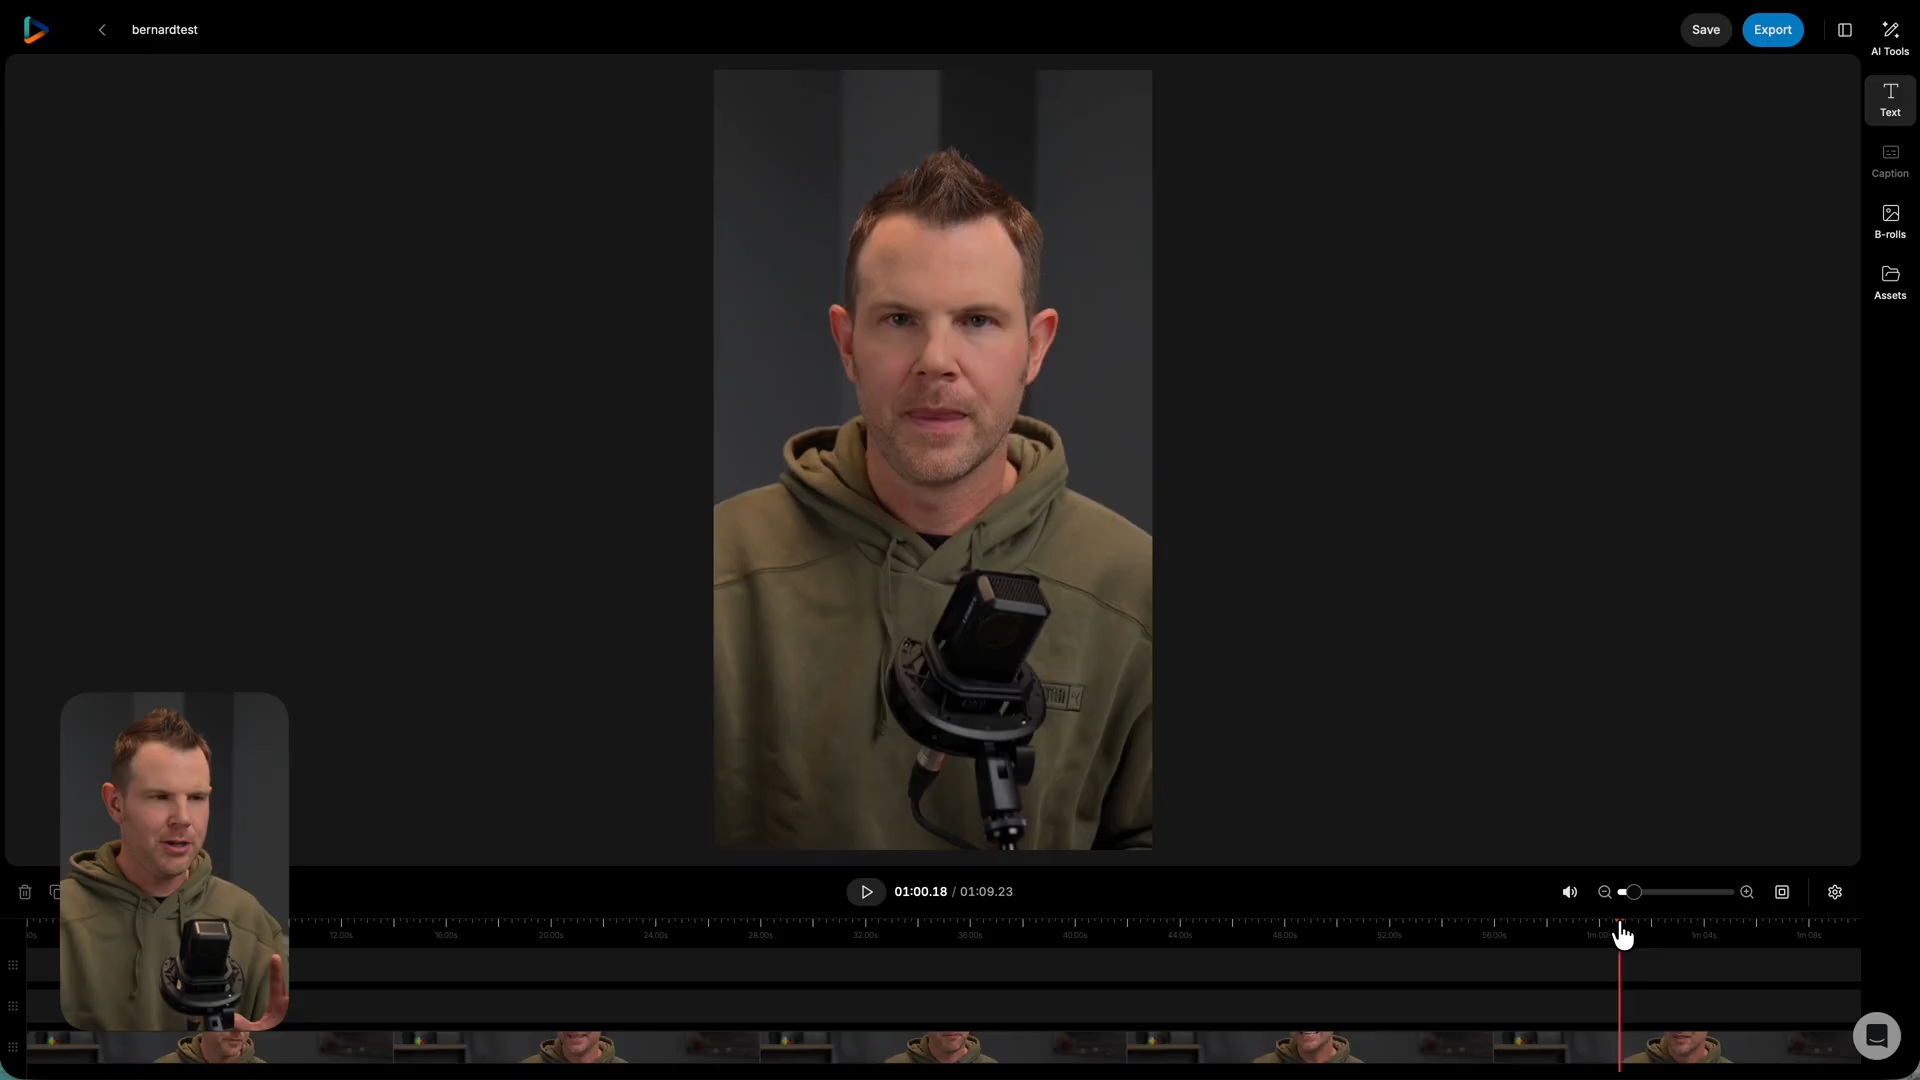 bernardtest
Save
Export
AI Tools
Text
Caption
B-rolls
Assets
01:00.18 / 01:09.23
12.00s 16.00s 20.00s 24.00s 28.00s 32.00s 36.00s 40.00s 44.00s 48.00s 52.00s 56.00s 1m 00s 1m 04s 1m 08s